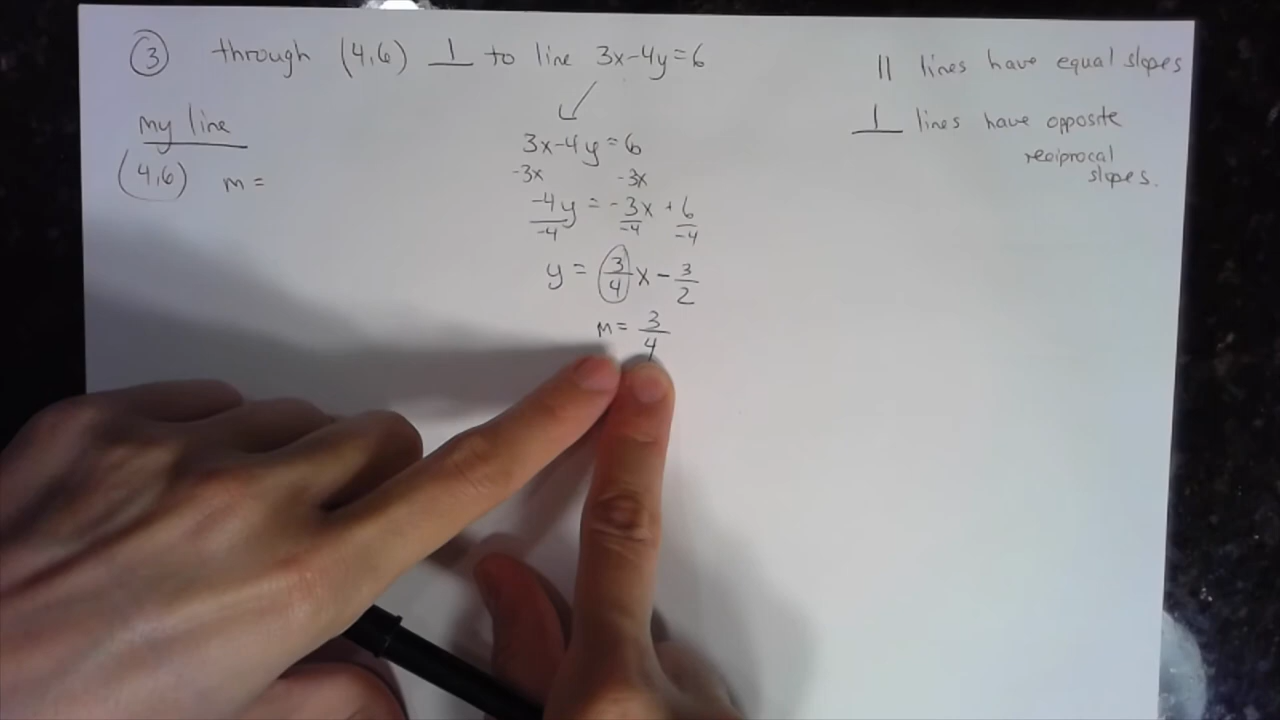 ③ through (4,6) ⊥ to line 3x-4y=6
my line
(4,6) m =
3x-4y=6
-3x -3x
-4y/-4 = -3x/-4 + 6/-4
y = 3/4 x - 3/2
m = 3/4
|| lines have equal slopes
⊥ lines have opposite
reciprocal
slopes.